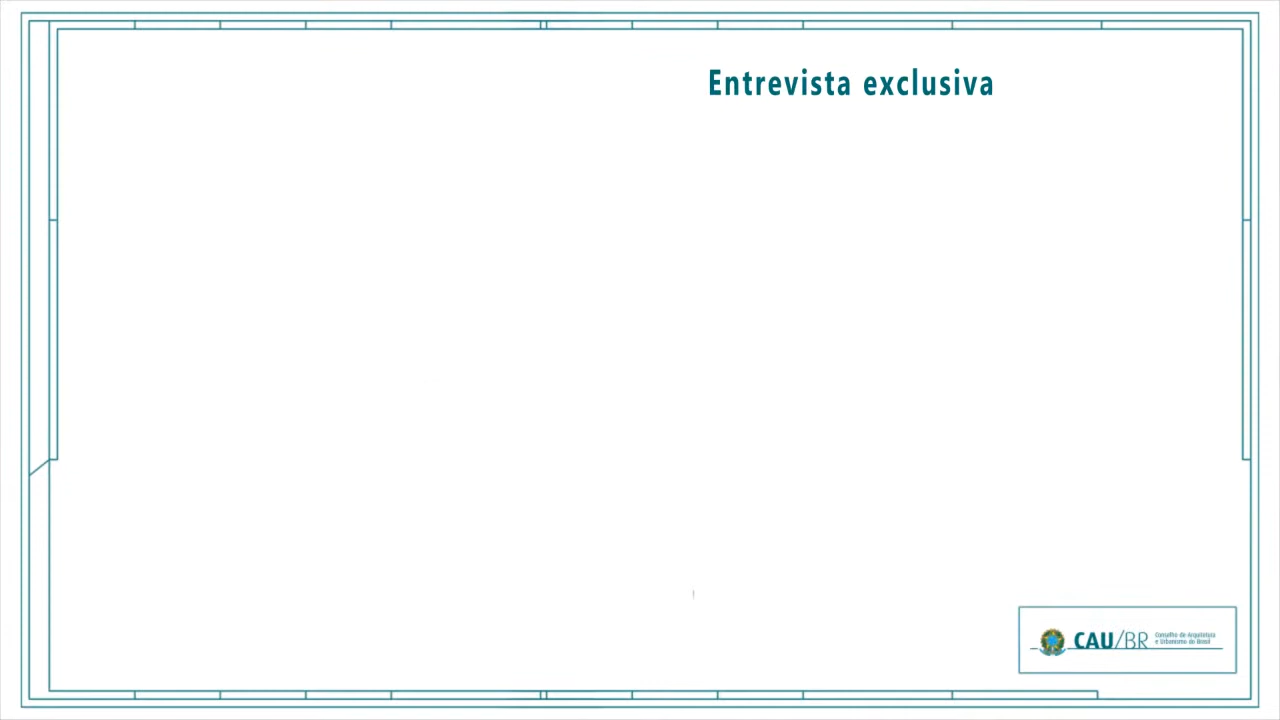 Entrevista exclusiva
CAU/BR
Conselho de Arquitetura
e Urbanismo do Brasil